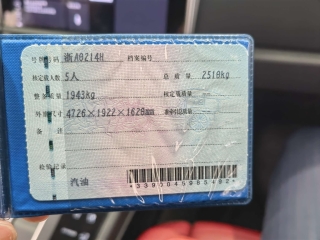 号牌号码 浙A0214H 档案编号
核定载人数 5人 总质量 2518kg
整备质量 1943kg 核定载质量
外廓尺寸 4726×1922×1628mm 准牵引总质量
备注
检验记录
汽油